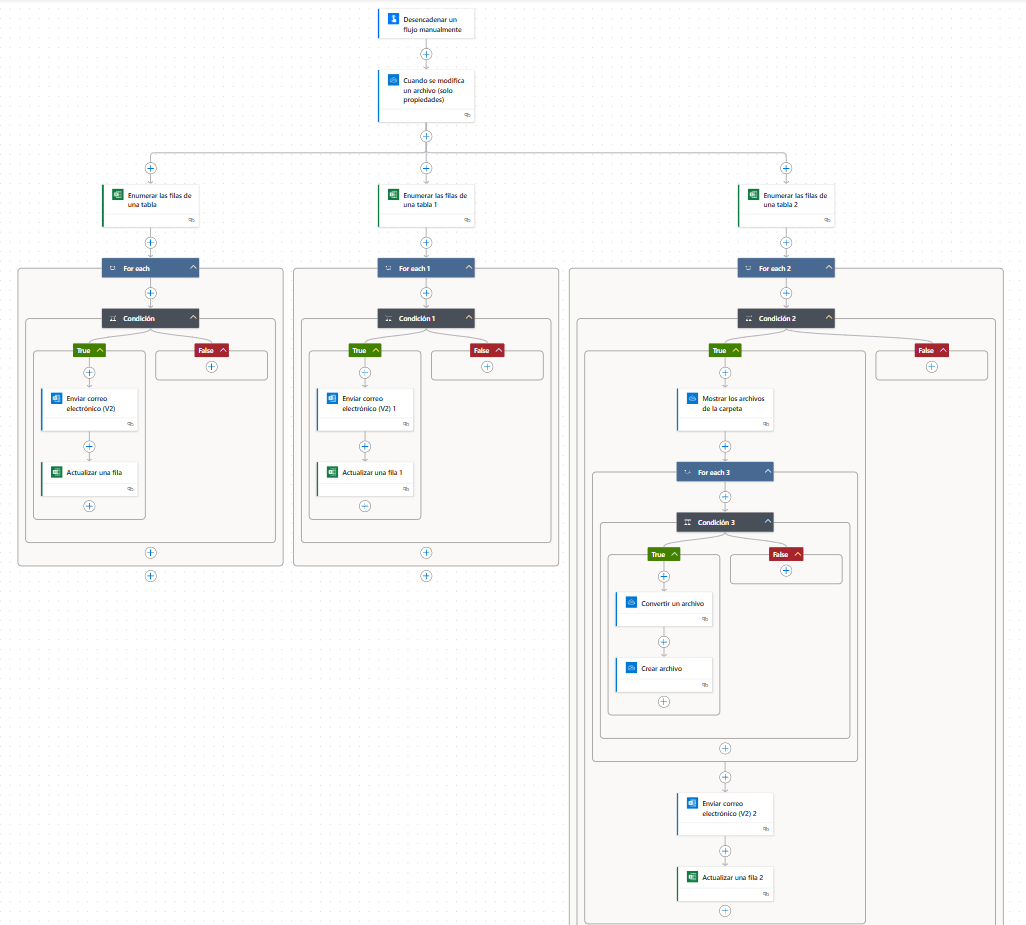 Desencadenar un
flujo manualmente
Cuando se modifica
un archivo (solo
propiedades)
Enumerar las filas de
una tabla
Enumerar las filas de
una tabla 1
Enumerar las filas de
una tabla 2
For each
For each 1
For each 2
Condición
Condición 1
Condición 2
True
False
True
False
True
False
Enviar correo
electrónico (V2)
Enviar correo
electrónico (V2) 1
Mostrar los archivos
de la carpeta
Actualizar una fila
Actualizar una fila 1
For each 3
Condición 3
True
False
Convertir un archivo
Crear archivo
Enviar correo
electrónico (V2) 2
Actualizar una fila 2